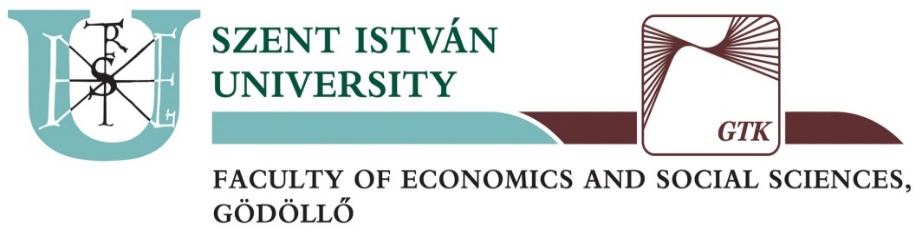 SZENT ISTVÁN
UNIVERSITY
GTK
FACULTY OF ECONOMICS AND SOCIAL SCIENCES,
GÖDÖLLŐ